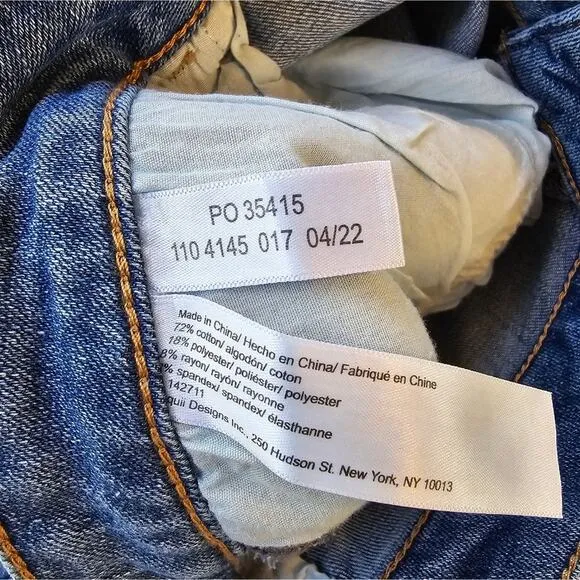 PO 35415
110 4145 017 04/22
Made in China/ Hecho en China/ Fabriqué en Chine
72% cotton/ algodón/ coton
18% polyester/ poliéster/ polyester
8% rayon/ rayón/ rayonne
% spandex/ spandex/ élasthanne
142711
quii Designs Inc., 250 Hudson St. New York, NY 10013